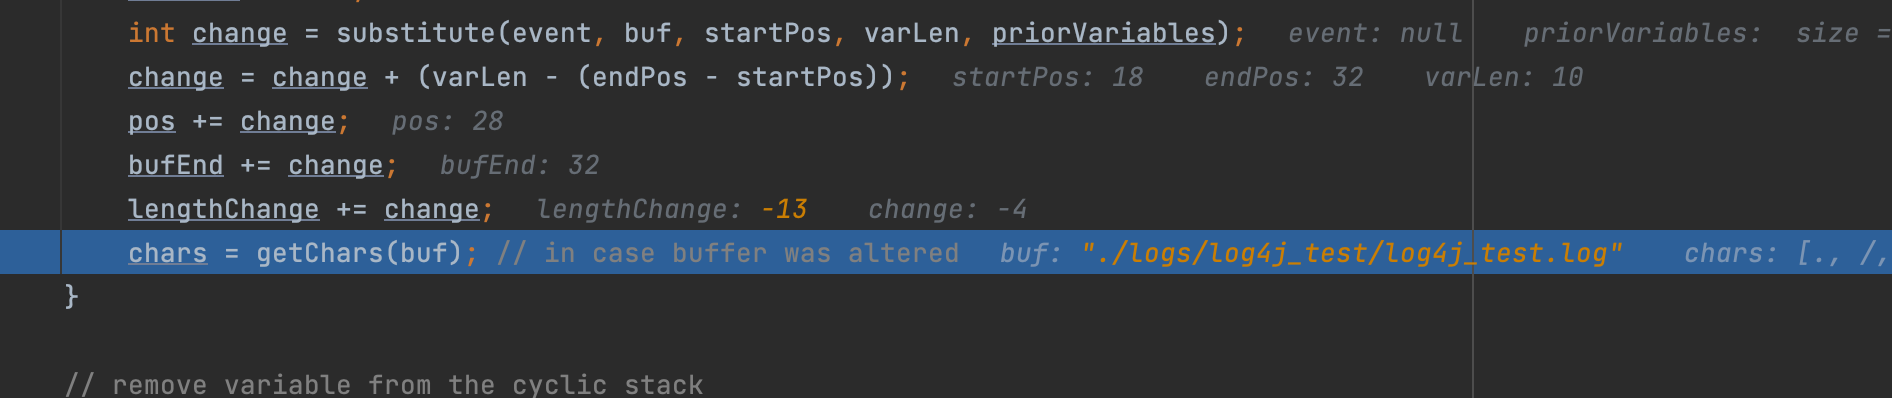 int change = substitute(event, buf, startPos, varLen, priorVariables); event: null priorVariables: size =
change = change + (varLen - (endPos - startPos)); startPos: 18 endPos: 32 varLen: 10
pos += change; pos: 28
bufEnd += change; bufEnd: 32
lengthChange += change; lengthChange: -13 change: -4
chars = getChars(buf); // in case buffer was altered buf: "./logs/log4j_test/log4j_test.log" chars: [., /,
}
// remove variable from the cyclic stack